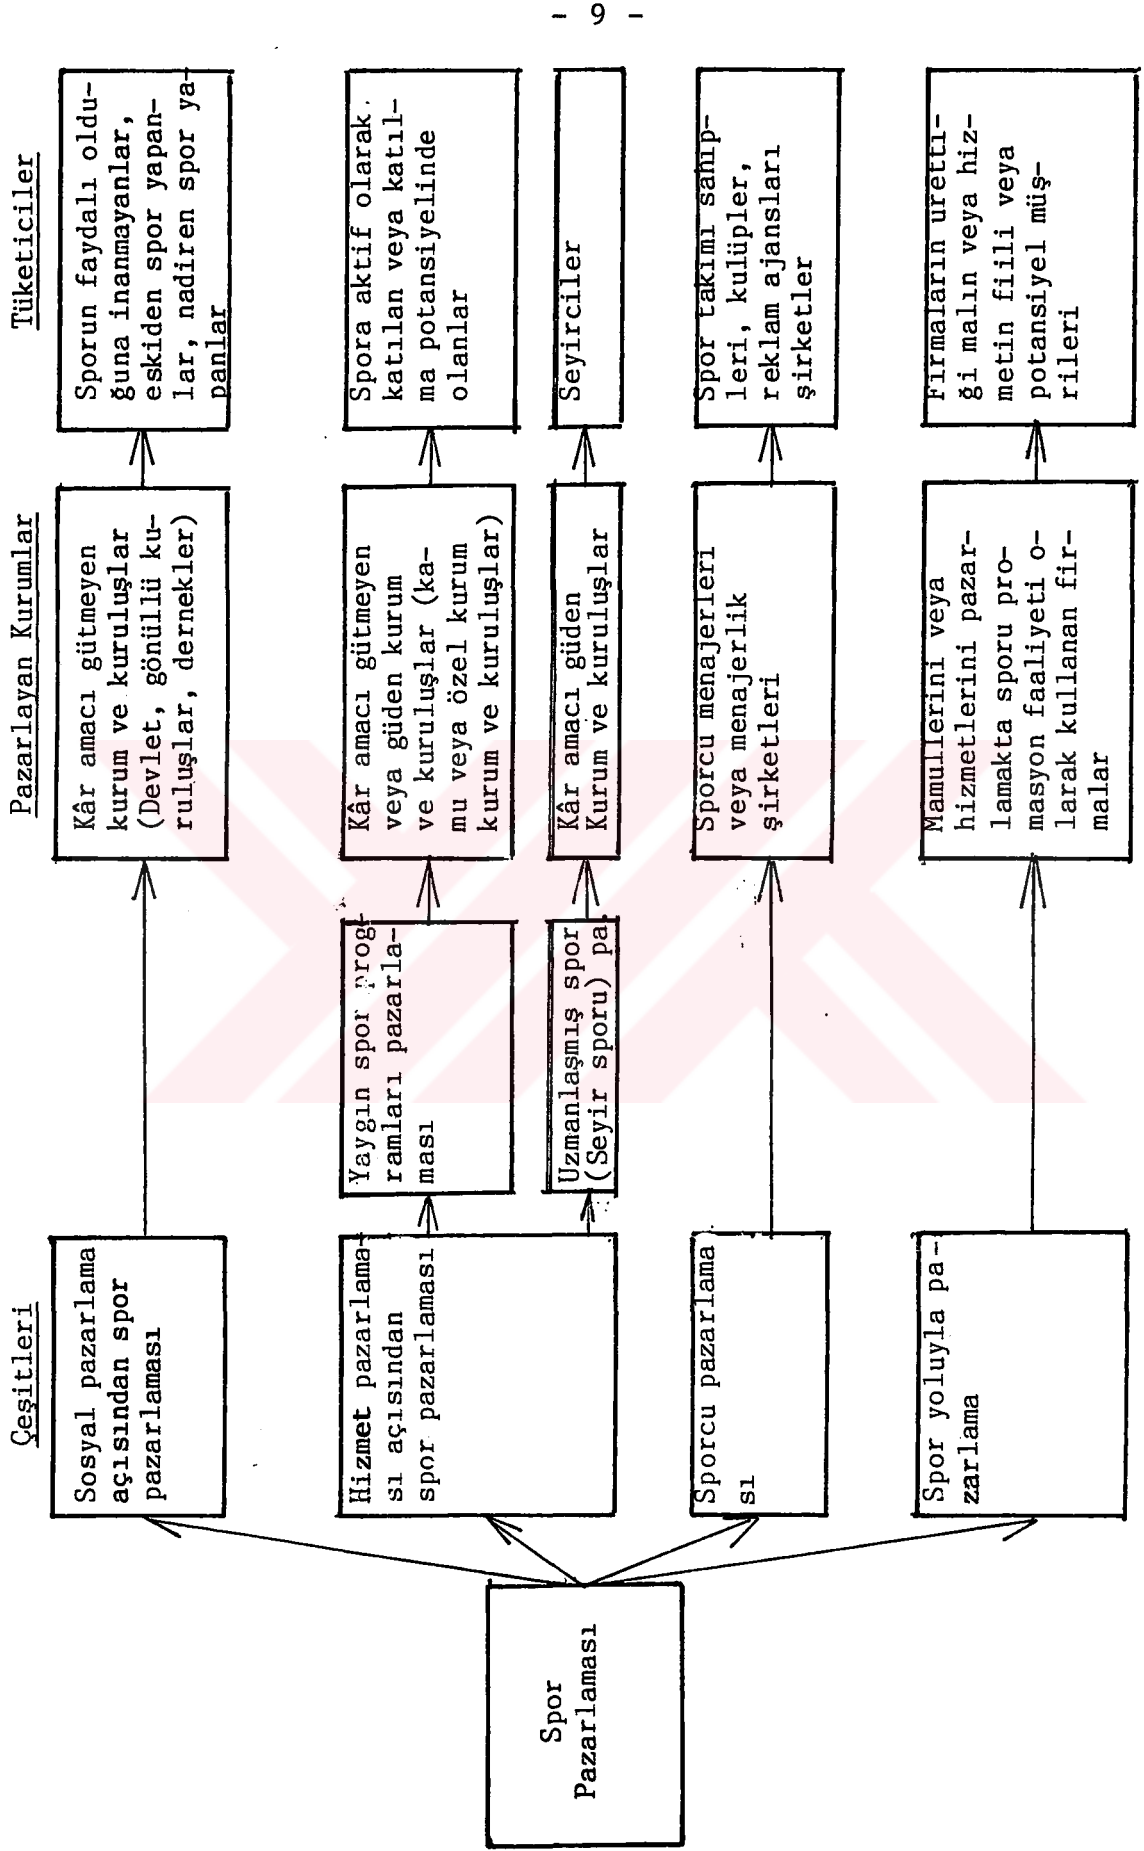 - 9 -
Çeşitleri
Pazarlayan Kurumlar
Tüketiciler
Spor
Pazarlaması
Sosyal pazarlama
açısından spor
pazarlaması
Kâr amacı gütmeyen
kurum ve kuruluşlar
(Devlet, gönüllü ku-
ruluşlar, dernekler)
Sporun faydalı oldu-
ğuna inanmayanlar,
eskiden spor yapan-
lar, nadiren spor ya-
panlar
Hizmet pazarlama-
sı açısından
spor pazarlaması
Yaygın spor prog-
ramları pazarla-
ması
Kâr amacı gütmeyen
veya güden kurum
ve kuruluşlar (ka-
mu veya özel kurum
kurum ve kuruluşlar)
Spora aktif olarak
katılan veya katıl-
ma potansiyelinde
olanlar
Uzmanlaşmış spor
(Seyir sporu) pa.
Kâr amacı güden
Kurum ve kuruluşlar
Seyirciler
Sporcu pazarlama
sı
Sporcu menajerleri
veya menajerlik
şirketleri
Spor takımı sahip-
leri, kulüpler,
reklam ajansları
şirketler
Spor yoluyla pa-
zarlama
Mamullerini veya
hizmetlerini pazar-
lamakta sporu pro-
masyon faaliyeti o-
larak kullanan fir-
malar
Firmaların urettı-
ği malın veya hiz-
metin fiili veya
potansiyel müş-
rileri